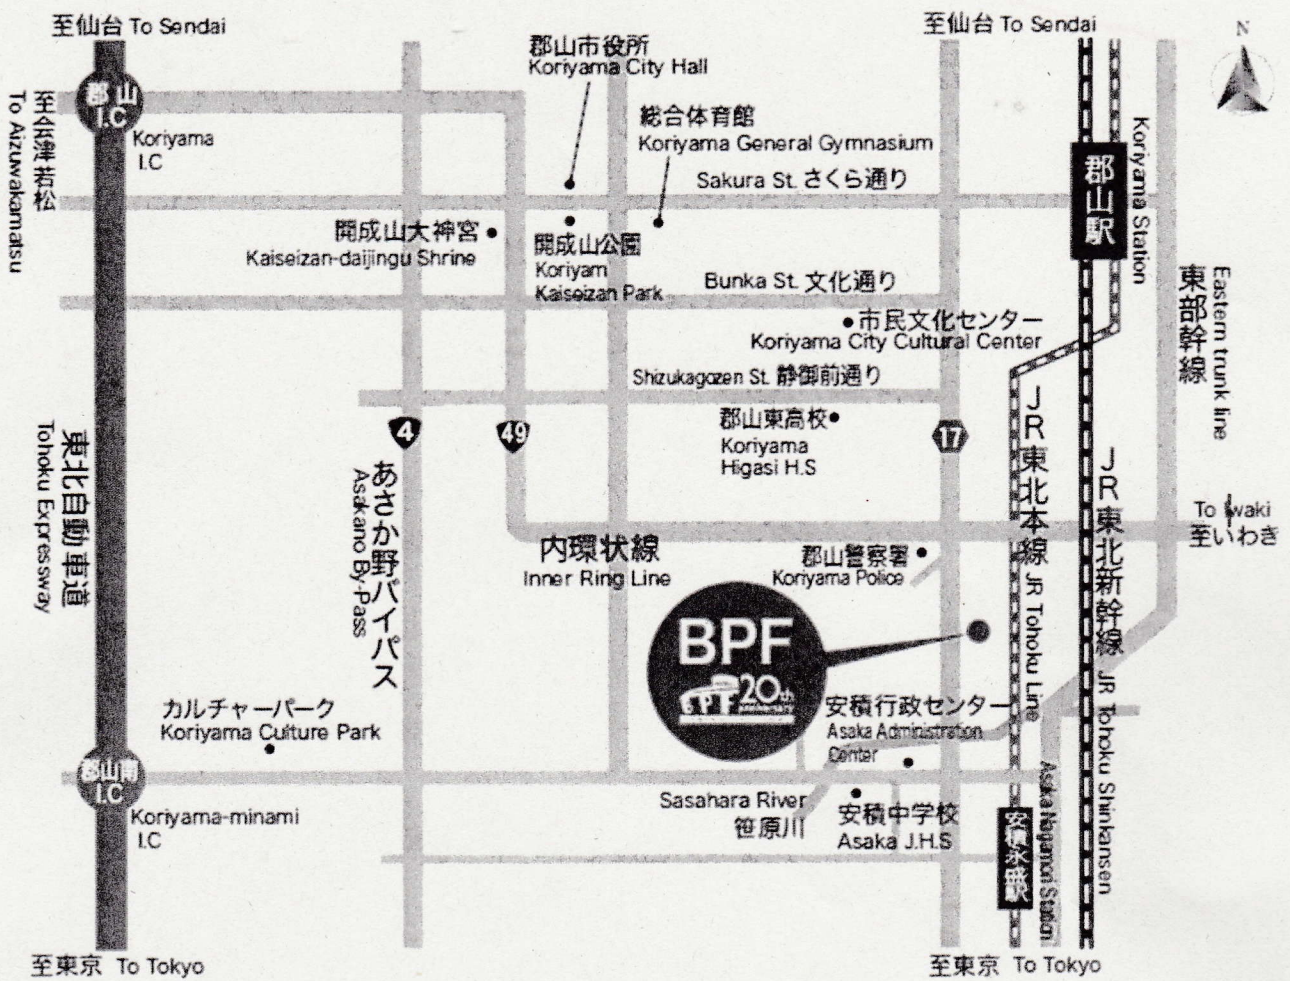 至仙台 To Sendai
至仙台 To Sendai
N
郡山市役所
Koriyama City Hall
郡山
I.C
Koriyama
I.C
至会津若松
To Aizuwakamatsu
総合体育館
Koriyama General Gymnasium
Sakura St. さくら通り
郡山駅
Koriyama Station
開成山大神宮
Kaiseizan-daijingu Shrine
開成山公園
Koriyam
Kaiseizan Park
Bunka St. 文化通り
東部幹線
Eastern trunk line
市民文化センター
Koriyama City Cultural Center
Shizukagozen St. 静御前通り
郡山東高校
Koriyama
Higasi H.S
4
49
17
東北自動車道
Tohoku Expressway
あさか野バイパス
Asakano By-Pass
JR東北本線 JR Tohoku Line
JR東北新幹線 JR Tohoku Shinkansen
To Iwaki
至いわき
内環状線
Inner Ring Line
郡山警察署
Koriyama Police
BPF
BPF 20th
安積行政センター
Asaka Administration
Center
カルチャーパーク
Koriyama Culture Park
郡山南
I.C
Koriyama-minami
I.C
Sasahara River
笹原川
安積中学校
Asaka J.H.S
安積永盛駅
Asaka Nagamori Station
至東京 To Tokyo
至東京 To Tokyo